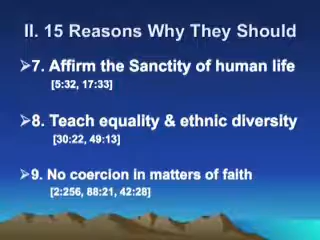 II. 15 Reasons Why They Should
➢7. Affirm the Sanctity of human life
[5:32, 17:33]
➢8. Teach equality & ethnic diversity
[30:22, 49:13]
➢9. No coercion in matters of faith
[2:256, 88:21, 42:28]